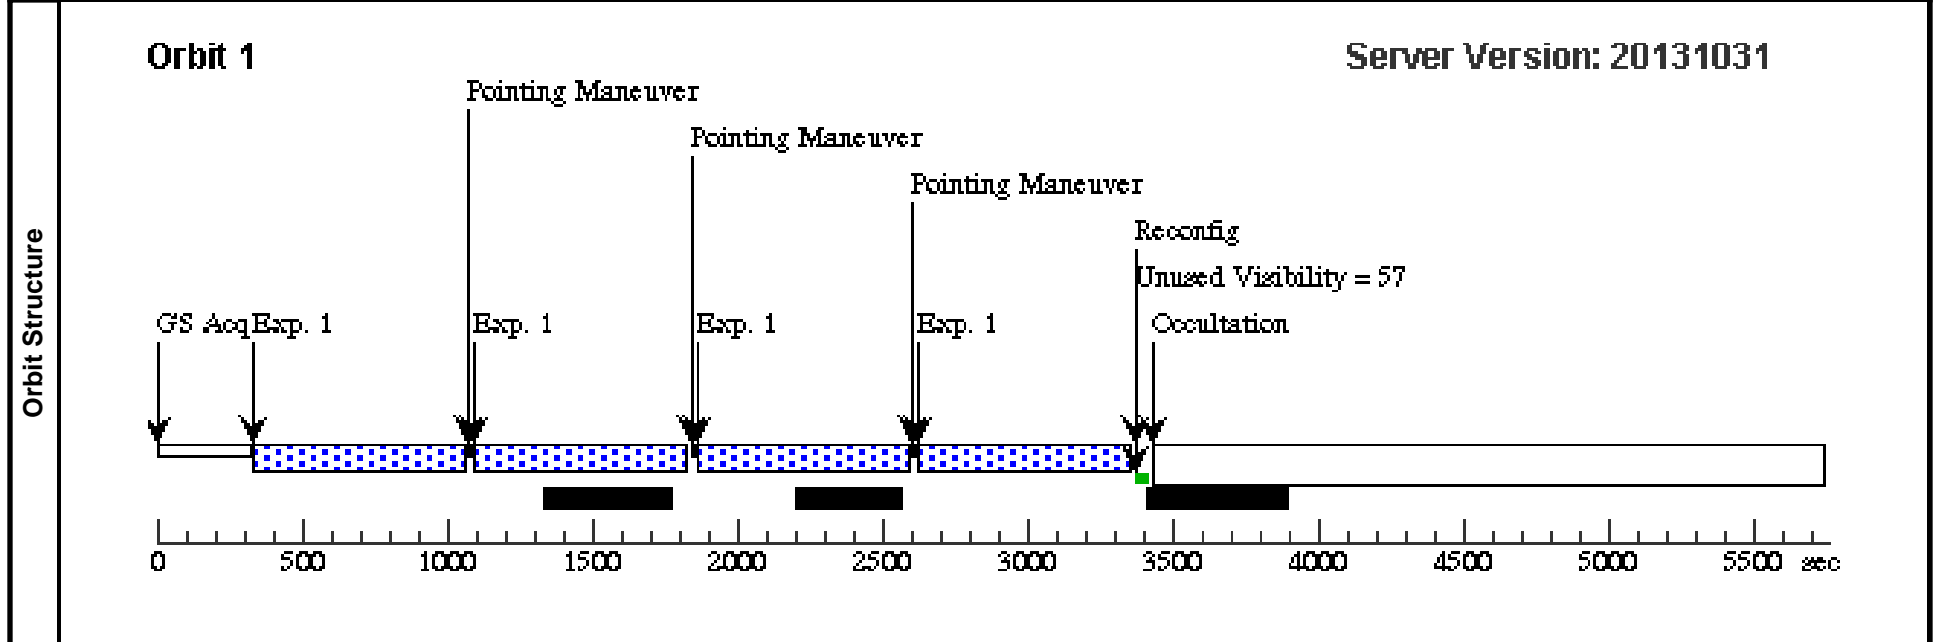 Orbit Structure
Orbit 1
Server Version: 20131031
Pointing Maneuver
Pointing Maneuver
Pointing Maneuver
Reconfig
Unused Visibility = 57
GS Acq
Exp. 1
Exp. 1
Exp. 1
Exp. 1
Occultation
0 500 1000 1500 2000 2500 3000 3500 4000 4500 5000 5500 sec